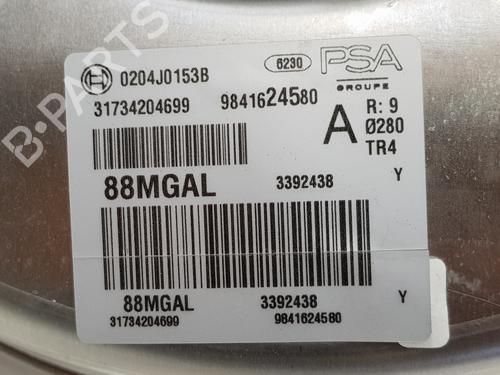 0204J0153B 6230 PSA
GROUPE
31734204699 9841624580
A R: 9
Ø280
TR4
88MGAL 3392438 Y
88MGAL 3392438 Y
31734204699 9841624580
B-PARTS